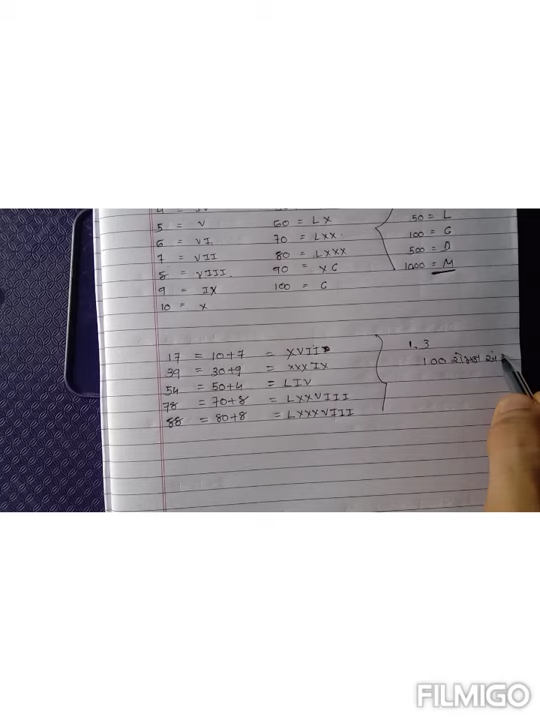 5 = V
6 = VI
7 = VII
8 = VIII
9 = IX
10 = X
60 = LX
70 = LXX
80 = LXXX
90 = XC
100 = C
50 = L
100 = C
500 = D
1000 = M
17 = 10+7 = XVII
39 = 30+9 = XXXIX
54 = 50+4 = LIV
78 = 70+8 = LXXVIII
88 = 80+8 = LXXXVIII
1.3
100 રોમન
FILMIGO